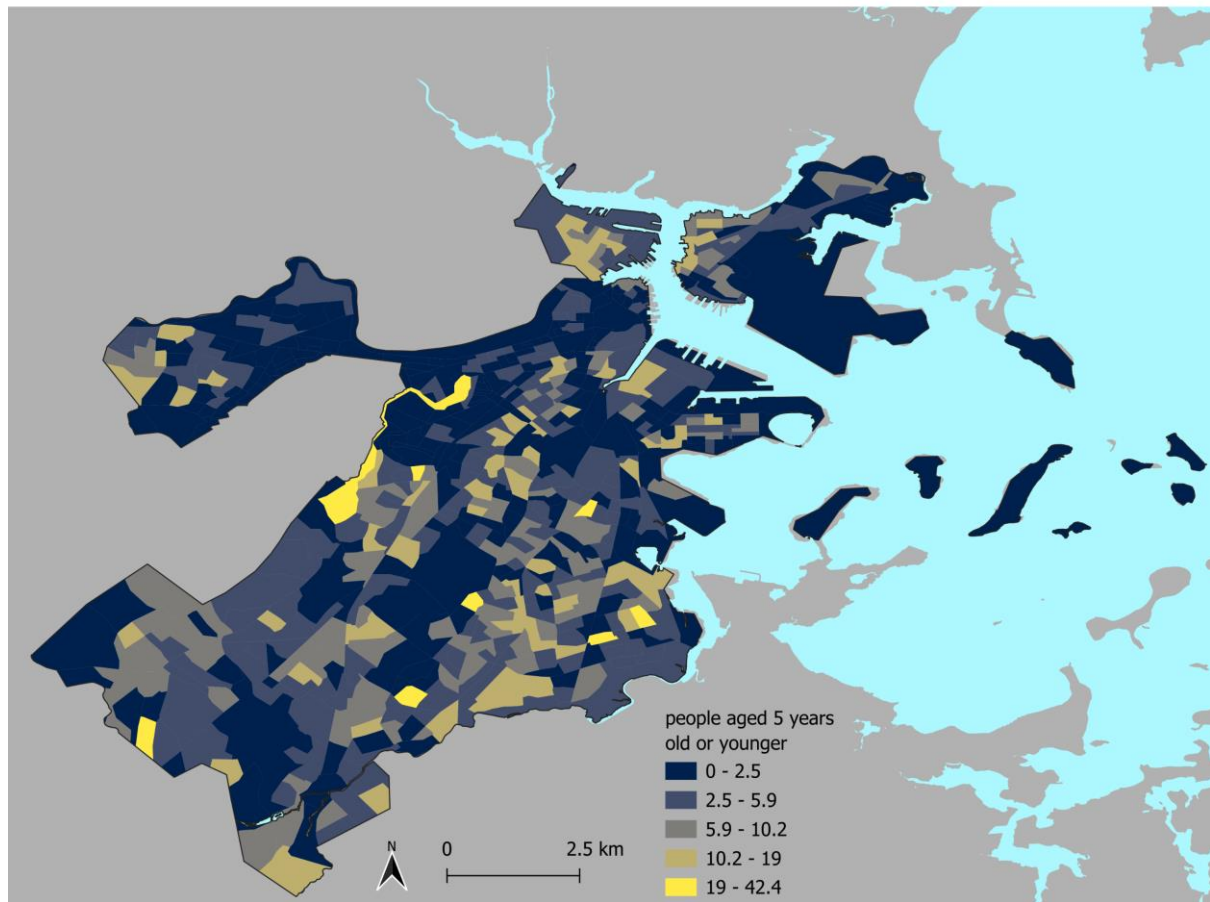 people aged 5 years
old or younger
0 - 2.5
2.5 - 5.9
5.9 - 10.2
10.2 - 19
19 - 42.4
N
0 2.5 km